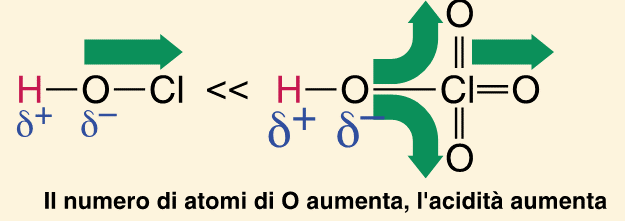 O
H—O—Cl << H—O—Cl=O
δ+ δ− δ+ δ−
O
Il numero di atomi di O aumenta, l'acidità aumenta